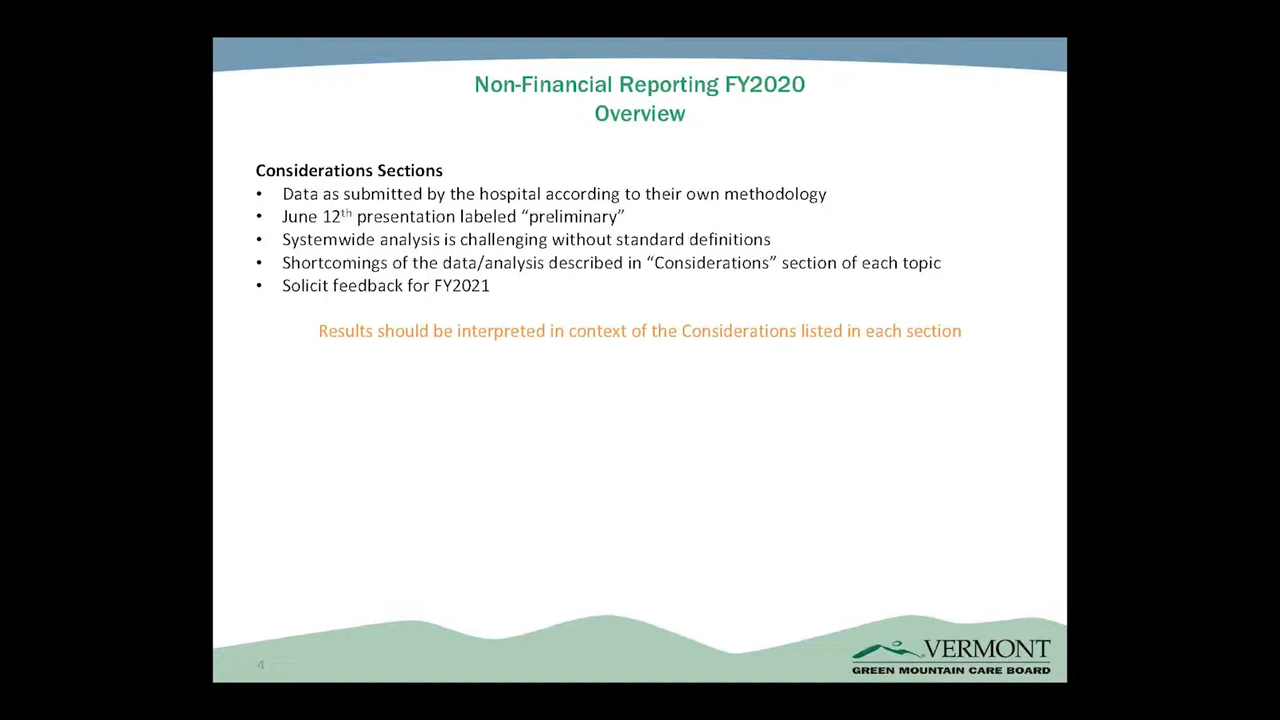 Non-Financial Reporting FY2020
Overview
Considerations Sections
• Data as submitted by the hospital according to their own methodology
• June 12th presentation labeled “preliminary”
• Systemwide analysis is challenging without standard definitions
• Shortcomings of the data/analysis described in “Considerations” section of each topic
• Solicit feedback for FY2021
Results should be interpreted in context of the Considerations listed in each section
4
VERMONT
GREEN MOUNTAIN CARE BOARD